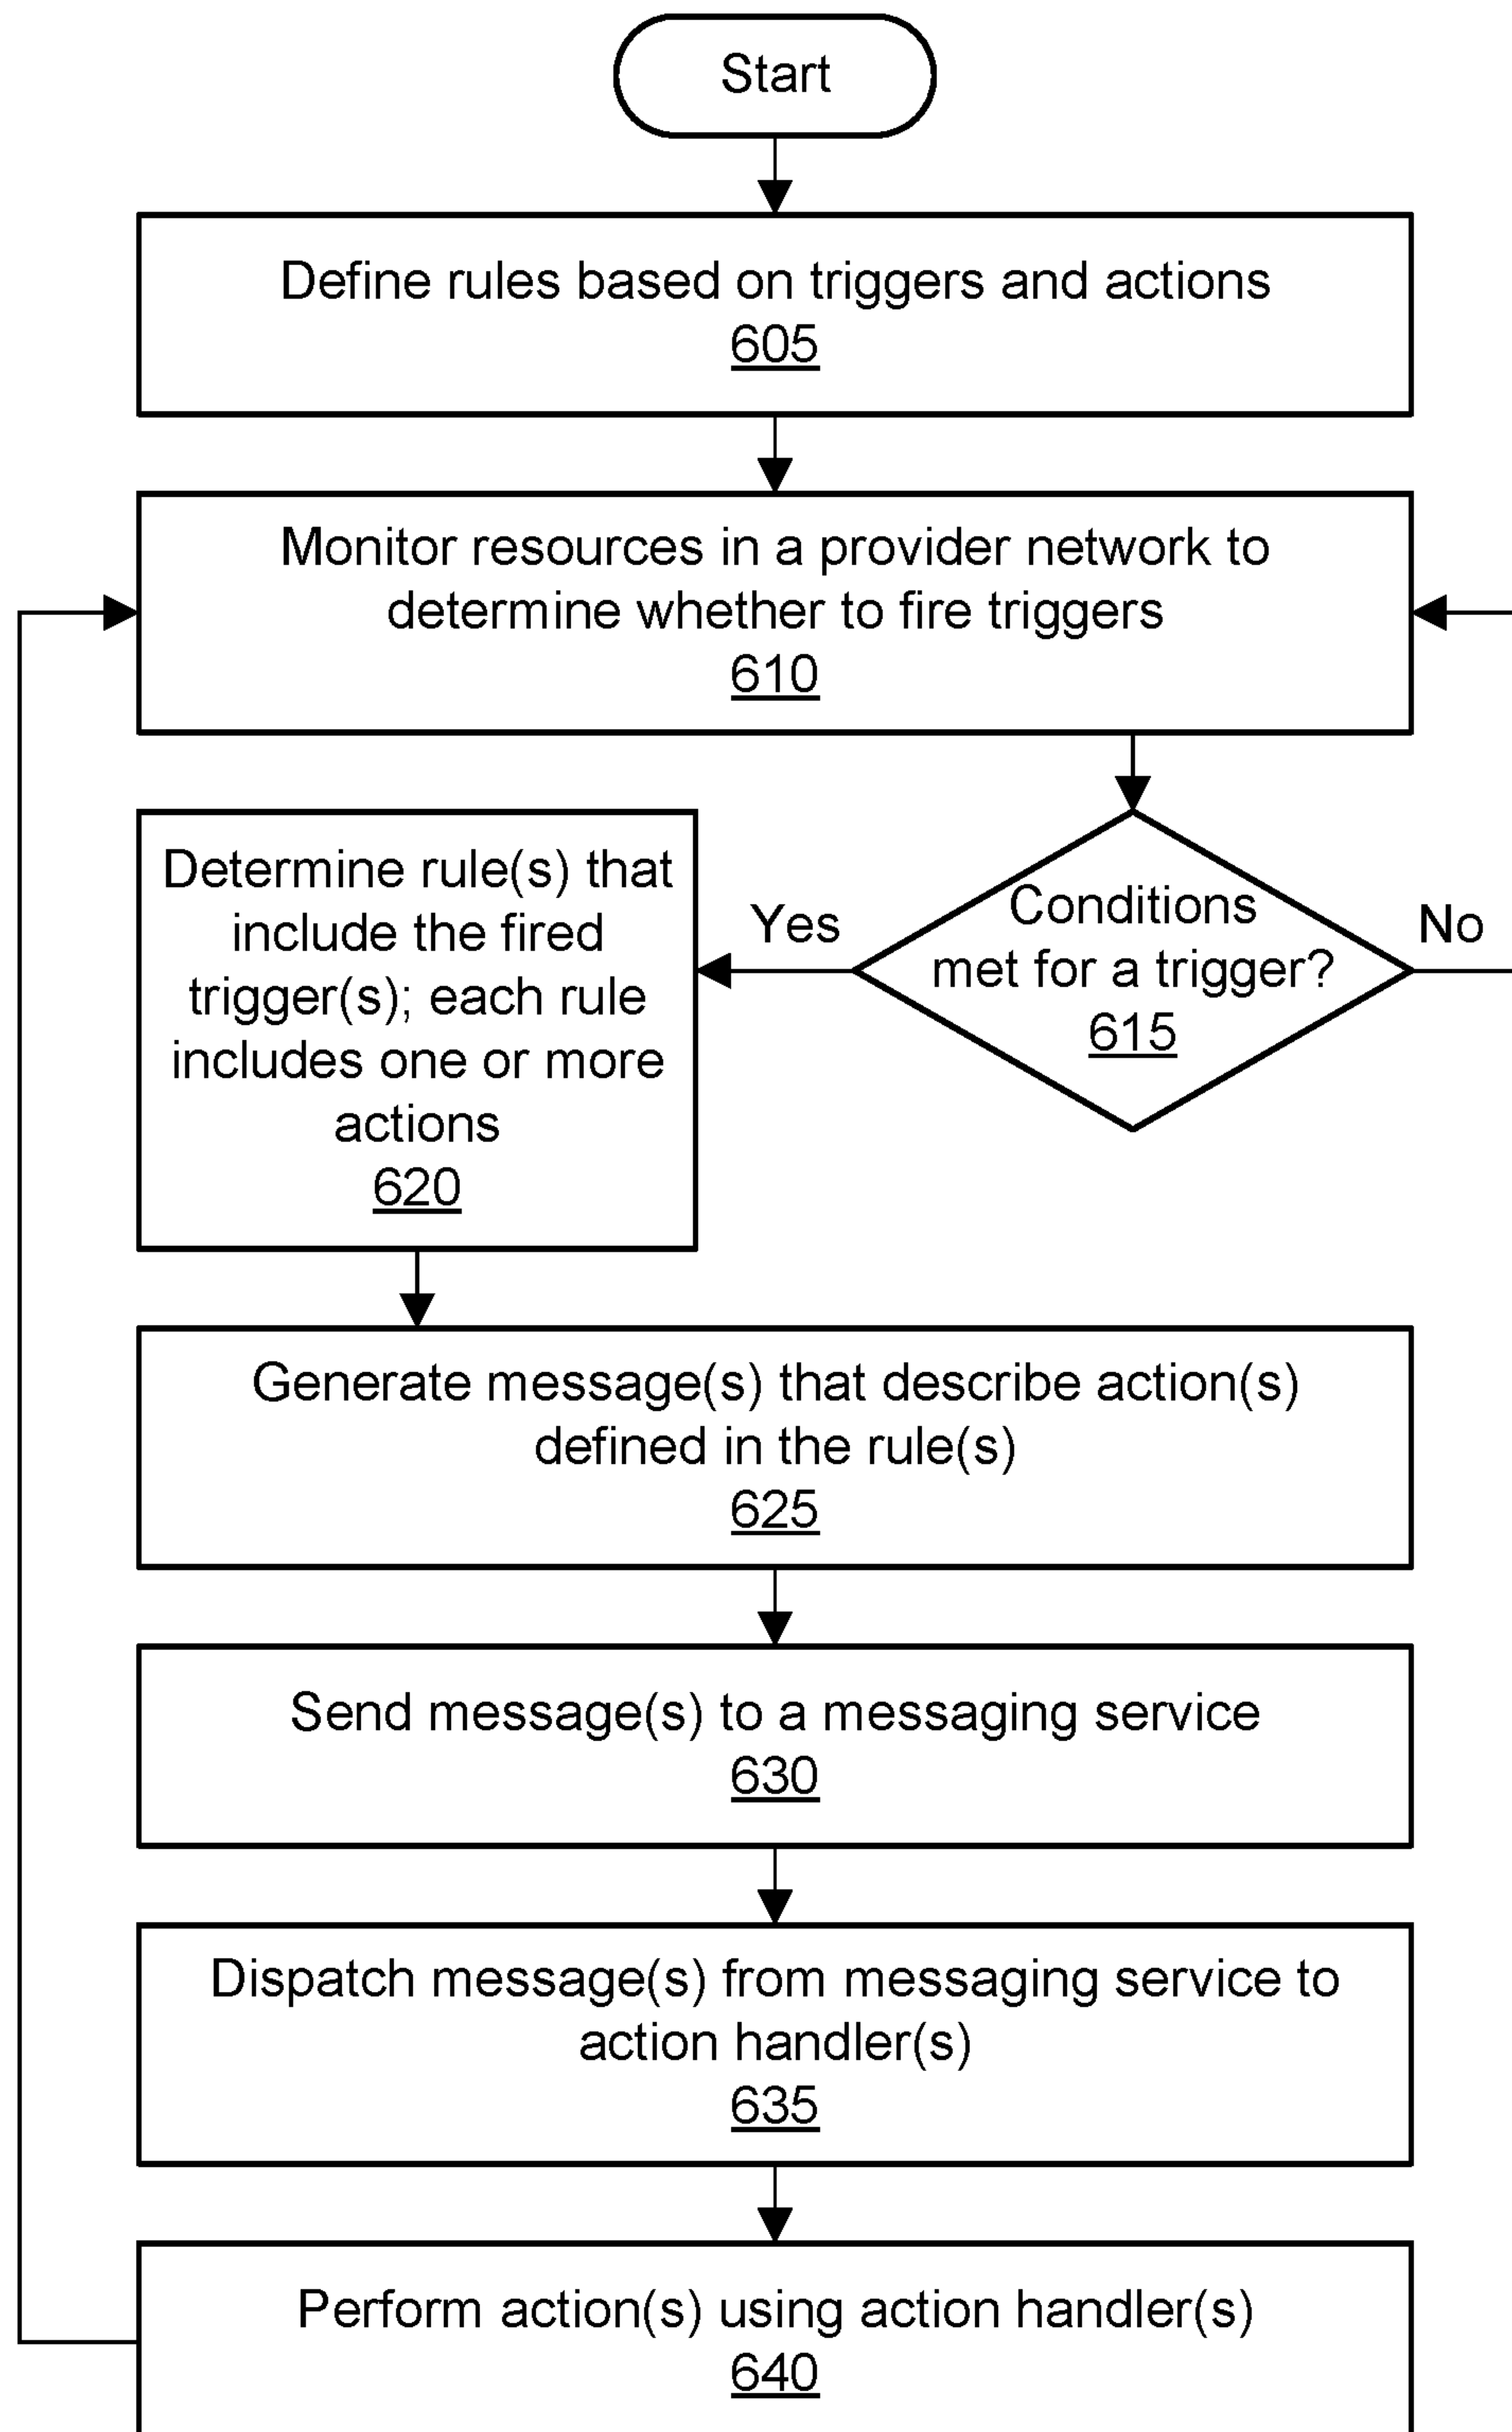 Start
Define rules based on triggers and actions
605
Monitor resources in a provider network to
determine whether to fire triggers
610
Conditions
met for a trigger?
615
Yes
No
Determine rule(s) that
include the fired
trigger(s); each rule
includes one or more
actions
620
Generate message(s) that describe action(s)
defined in the rule(s)
625
Send message(s) to a messaging service
630
Dispatch message(s) from messaging service to
action handler(s)
635
Perform action(s) using action handler(s)
640